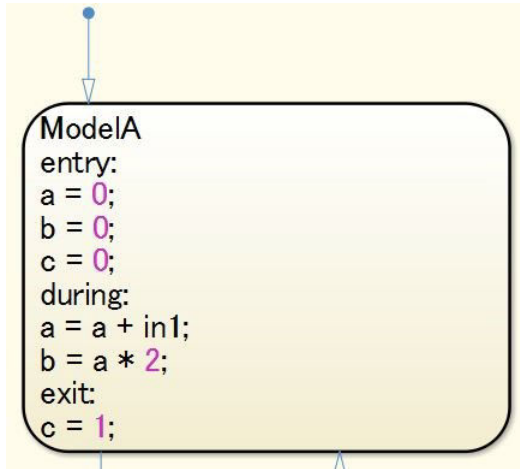 ModelA
entry:
a = 0;
b = 0;
c = 0;
during:
a = a + in1;
b = a * 2;
exit:
c = 1;